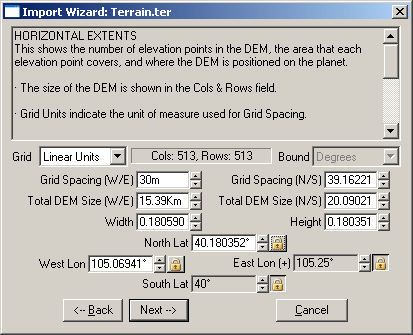 Import Wizard: Terrain.ter
HORIZONTAL EXTENTS
This shows the number of elevation points in the DEM, the area that each
elevation point covers, and where the DEM is positioned on the planet.
· The size of the DEM is shown in the Cols & Rows field.
· Grid Units indicate the unit of measure used for Grid Spacing.
Grid Linear Units Cols: 513, Rows: 513 Bound Degrees
Grid Spacing (W/E) 30m Grid Spacing (N/S) 39.16221
Total DEM Size (W/E) 15.39Km Total DEM Size (N/S) 20.09021
Width 0.180590 Height 0.180351
North Lat 40.180352°
West Lon 105.06941° East Lon (+) 105.25°
South Lat 40°
<-- Back Next --> Cancel